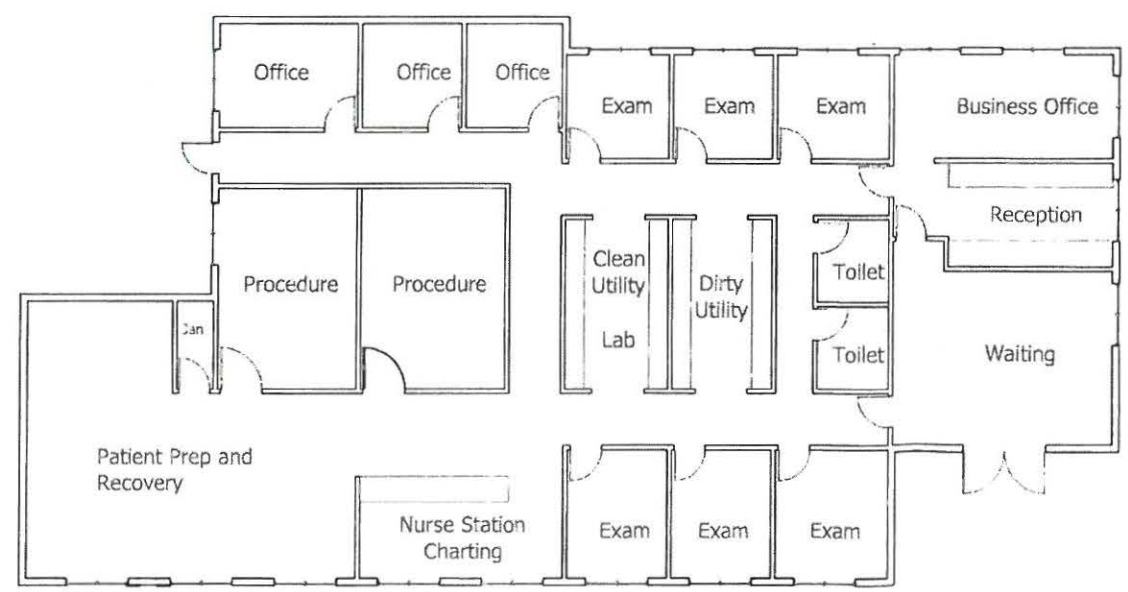 Office
Office
Office
Exam
Exam
Exam
Business Office
Reception
Procedure
Procedure
Clean
Utility
Lab
Dirty
Utility
Toilet
Toilet
Waiting
Patient Prep and
Recovery
Nurse Station
Charting
Exam
Exam
Exam